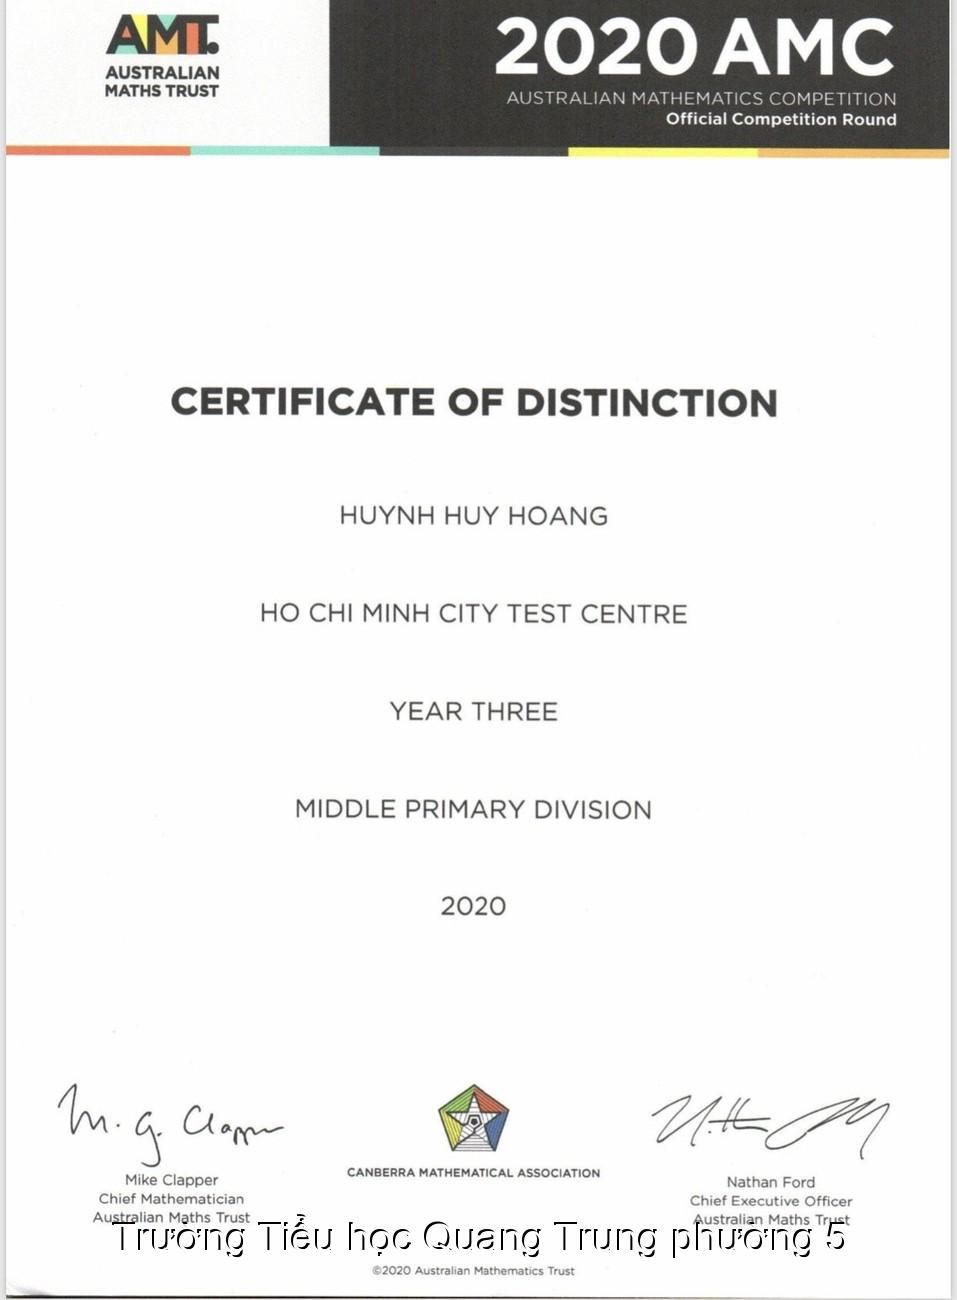 AMT.
AUSTRALIAN
MATHS TRUST
2020 AMC
AUSTRALIAN MATHEMATICS COMPETITION
Official Competition Round
CERTIFICATE OF DISTINCTION
HUYNH HUY HOANG
HO CHI MINH CITY TEST CENTRE
YEAR THREE
MIDDLE PRIMARY DIVISION
2020
M. G. Clapper
Mike Clapper
Chief Mathematician
Australian Maths Trust
CANBERRA MATHEMATICAL ASSOCIATION
Nathan Ford
Chief Executive Officer
Australian Maths Trust
Trường Tiểu học Quang Trung phường 5
©2020 Australian Mathematics Trust